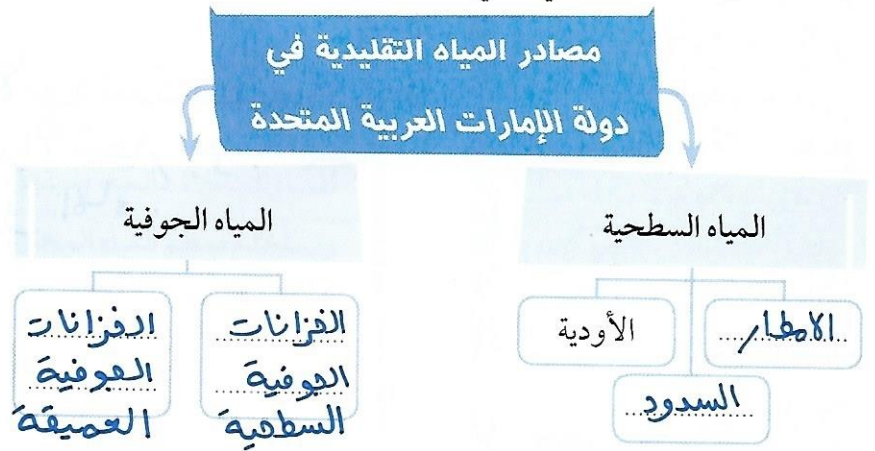 مصادر المياه التقليدية في
دولة الإمارات العربية المتحدة
المياه السطحية
الامطار
الأودية
السدود
المياه الجوفية
الخزانات
الجوفية
السطحية
الخزانات
الجوفية
العميقة